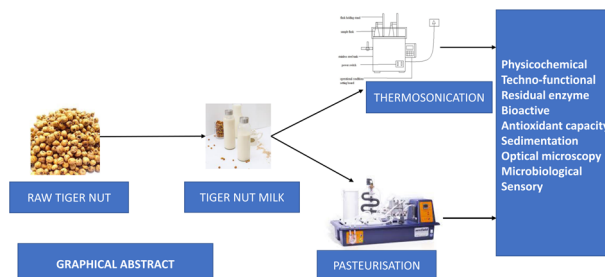 THERMOSONICATION
Physicochemical
Techno-functional
Residual enzyme
Bioactive
Antioxidant capacity
Sedimentation
Optical microscopy
Microbiological
Sensory
RAW TIGER NUT
TIGER NUT MILK
PASTEURISATION
GRAPHICAL ABSTRACT